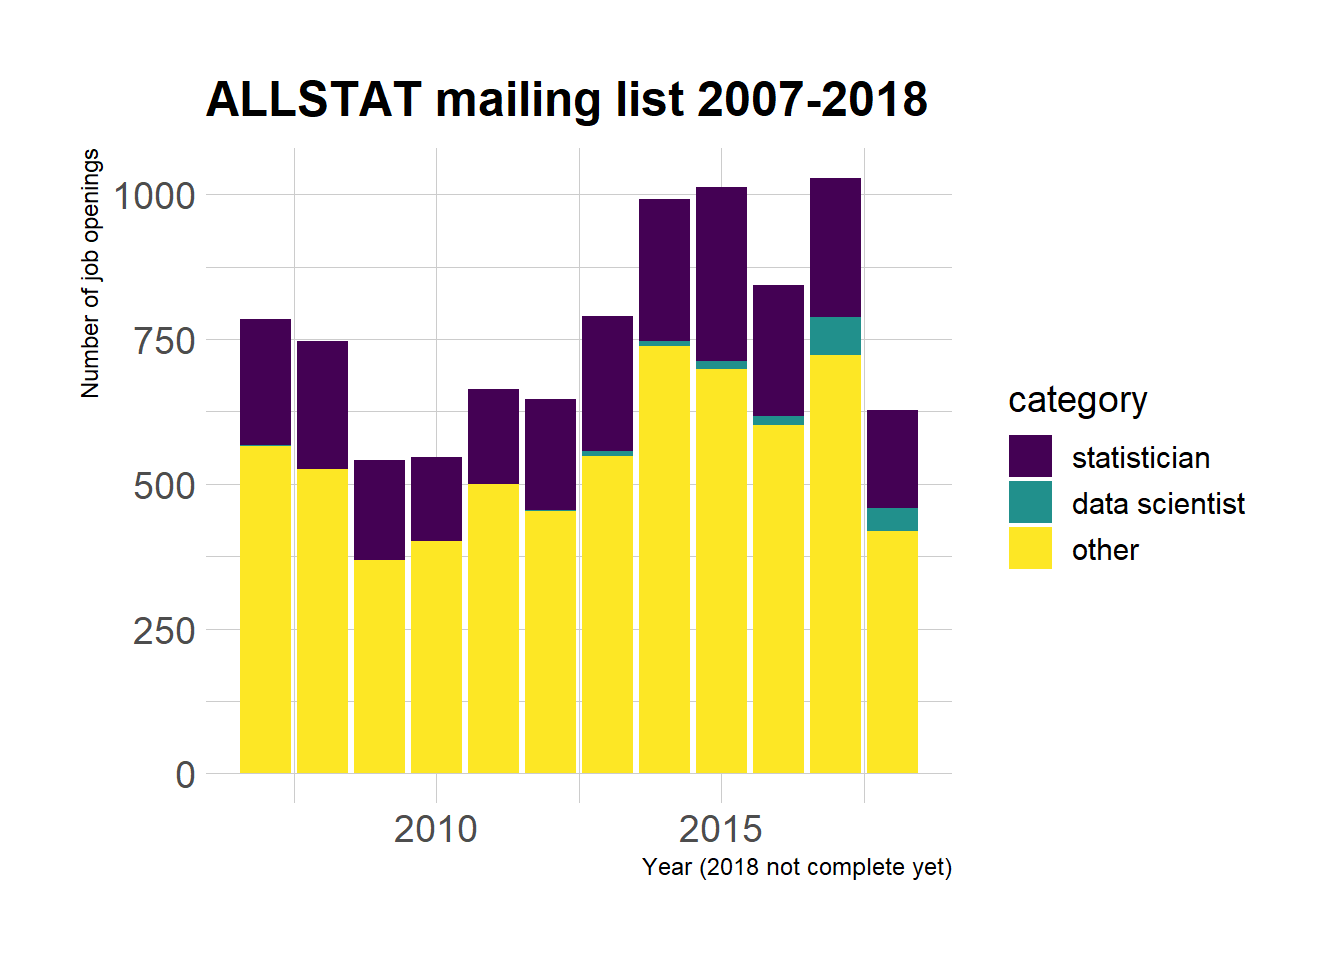 ALLSTAT mailing list 2007-2018
Number of job openings
1000
750
500
250
0
2010
2015
Year (2018 not complete yet)
category
statistician
data scientist
other